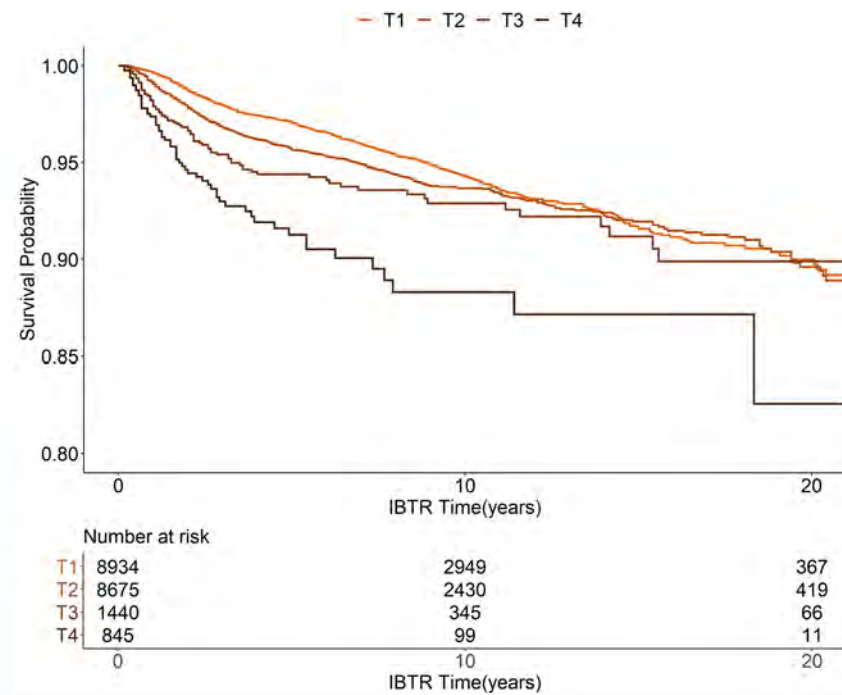 T1 T2 T3 T4
1.00
0.95
0.90
0.85
0.80
Survival Probability
0 10 20
IBTR Time(years)
Number at risk
T1 8934 2949 367
T2 8675 2430 419
T3 1440 345 66
T4 845 99 11
0 10 20
IBTR Time(years)